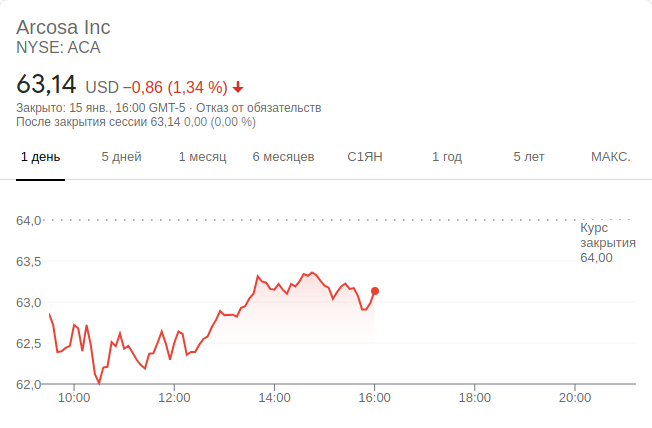 Arcosa Inc
NYSE: ACA
63,14 USD −0,86 (1,34 %)
Закрыто: 15 янв., 16:00 GMT-5 · Отказ от обязательств
После закрытия сессии 63,14 0,00 (0,00 %)
1 день 5 дней 1 месяц 6 месяцев С1ЯН 1 год 5 лет МАКС.
64,0
Курс
закрытия
64,00
63,5
63,0
62,5
62,0
10:00 12:00 14:00 16:00 18:00 20:00